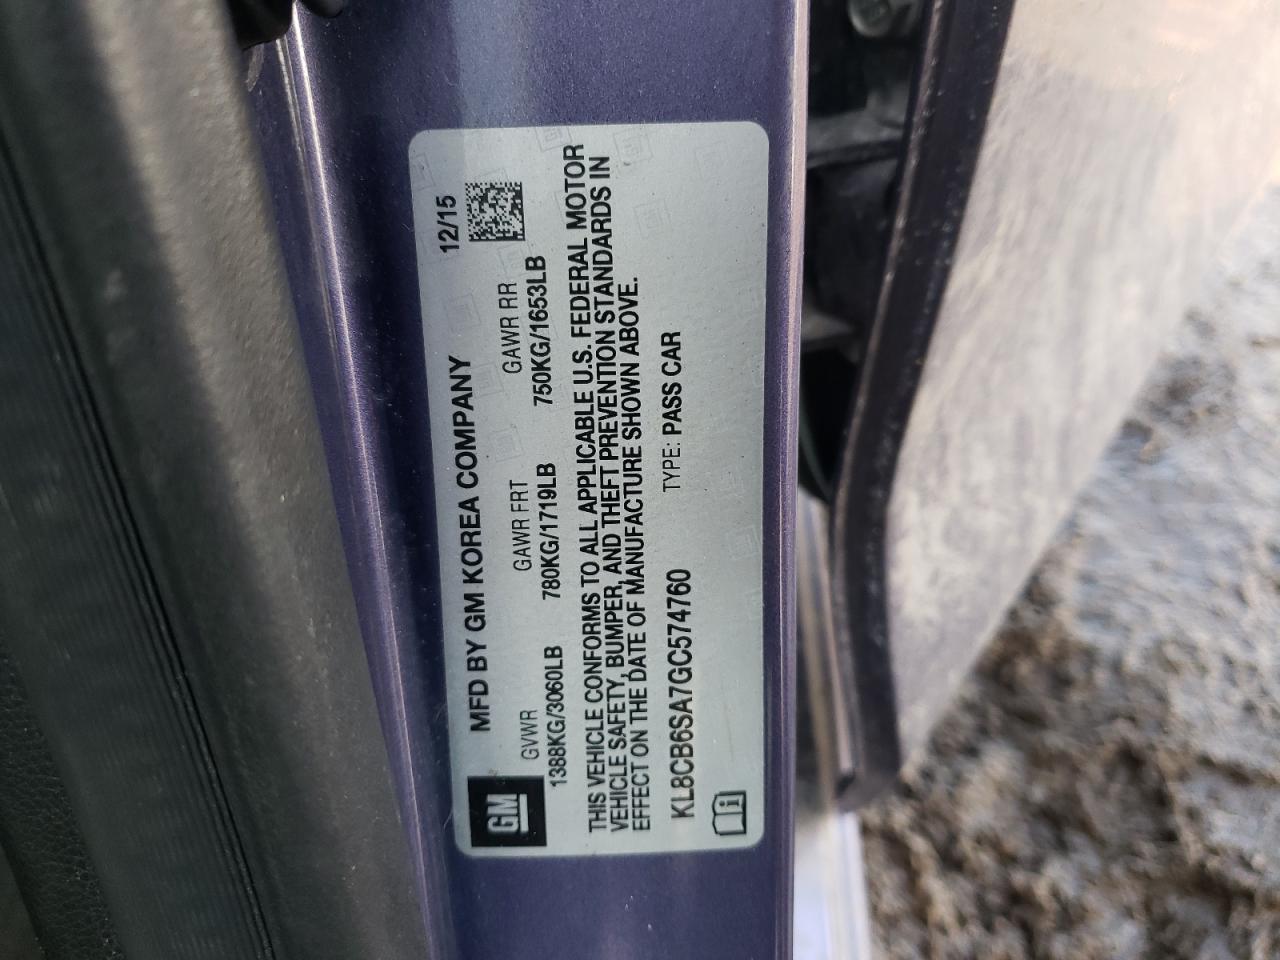 GM
MFD BY GM KOREA COMPANY 12/15
GVWR GAWR FRT GAWR RR
1388KG/3060LB 780KG/1719LB 750KG/1653LB
THIS VEHICLE CONFORMS TO ALL APPLICABLE U.S. FEDERAL MOTOR
VEHICLE SAFETY, BUMPER, AND THEFT PREVENTION STANDARDS IN
EFFECT ON THE DATE OF MANUFACTURE SHOWN ABOVE.
KL8CB6SA7GC574760 TYPE: PASS CAR